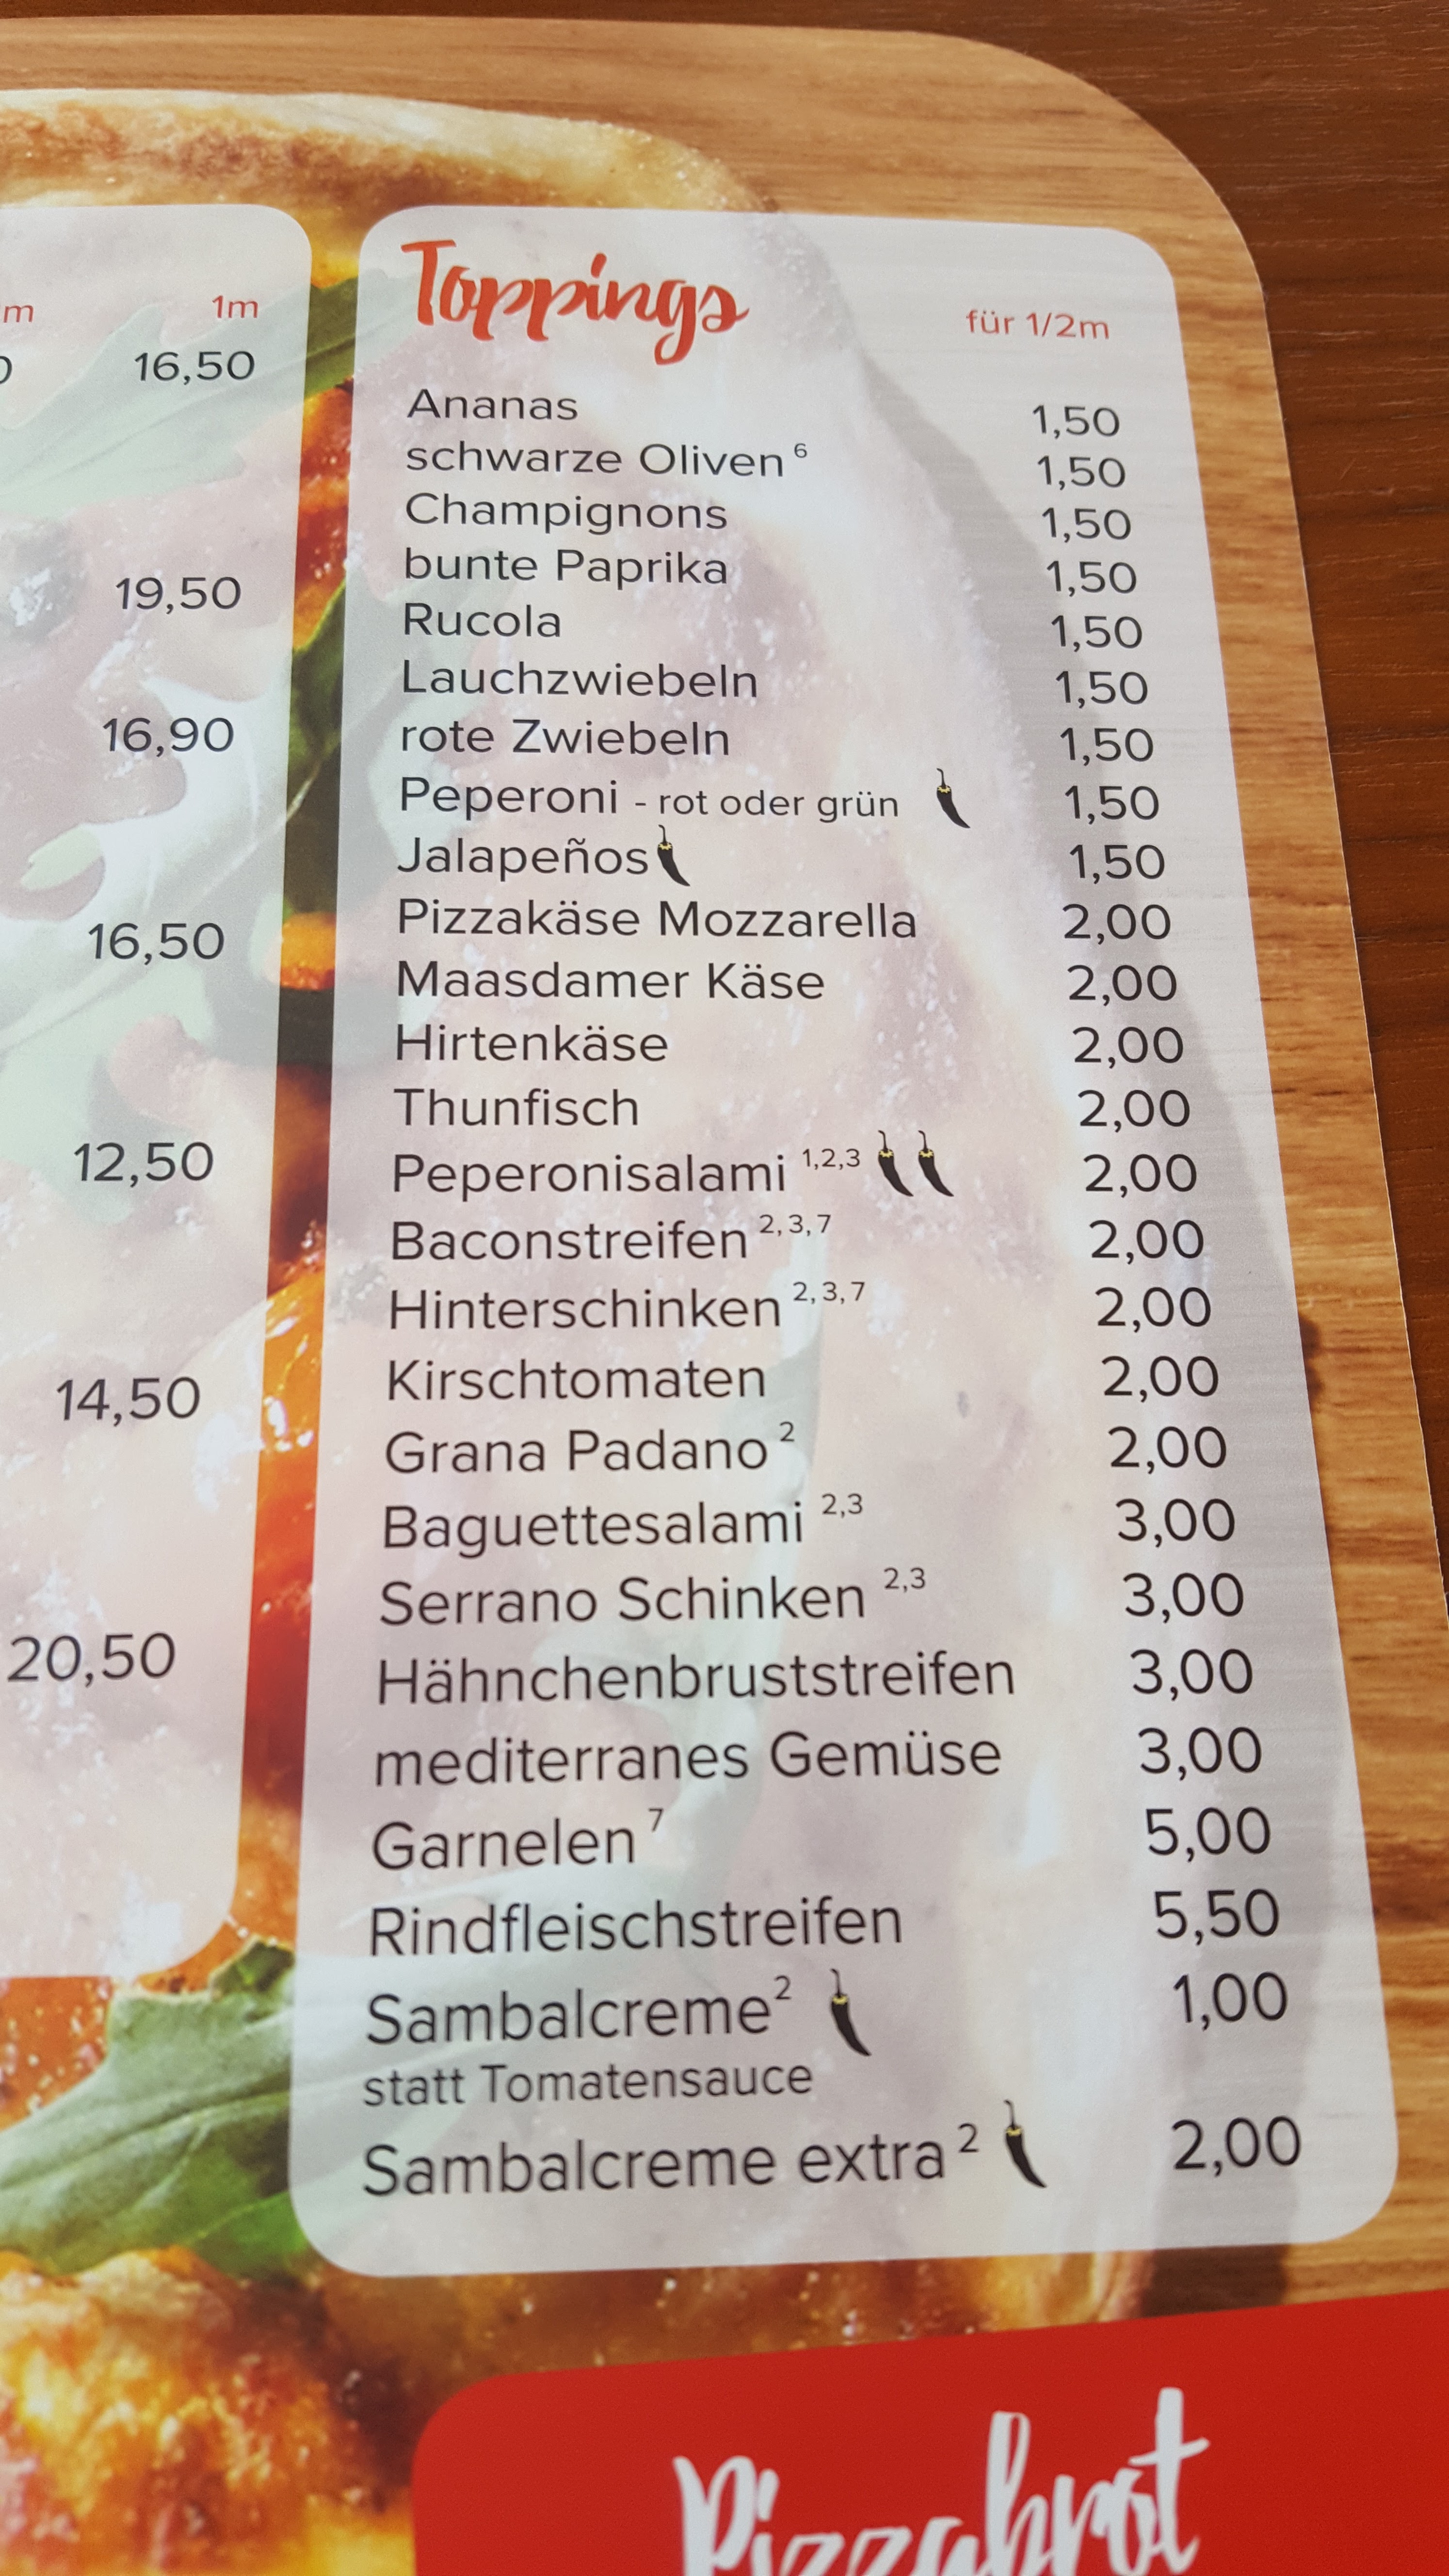 m 1m
16,50
19,50
16,90
16,50
12,50
14,50
20,50
Toppings für 1/2m
Ananas 1,50
schwarze Oliven 6 1,50
Champignons 1,50
bunte Paprika 1,50
Rucola 1,50
Lauchzwiebeln 1,50
rote Zwiebeln 1,50
Peperoni - rot oder grün 1,50
Jalapeños 1,50
Pizzakäse Mozzarella 2,00
Maasdamer Käse 2,00
Hirtenkäse 2,00
Thunfisch 2,00
Peperonisalami 1,2,3 2,00
Baconstreifen 2,3,7 2,00
Hinterschinken 2,3,7 2,00
Kirschtomaten 2,00
Grana Padano 2 2,00
Baguettesalami 2,3 3,00
Serrano Schinken 2,3 3,00
Hähnchenbruststreifen 3,00
mediterranes Gemüse 3,00
Garnelen 7 5,00
Rindfleischstreifen 5,50
Sambalcreme 2 1,00
statt Tomatensauce
Sambalcreme extra 2 2,00
Pizzabrot